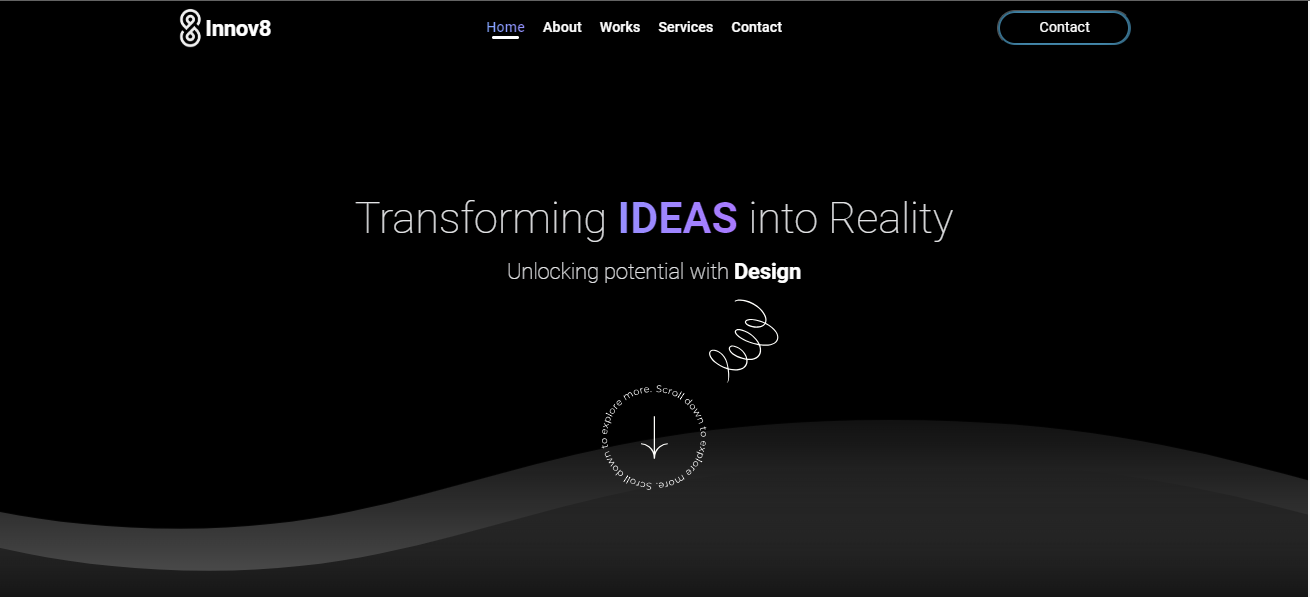 Innov8
Home About Works Services Contact
Contact
Transforming IDEAS into Reality
Unlocking potential with Design
Scroll down to explore more. Scroll down to explore more.